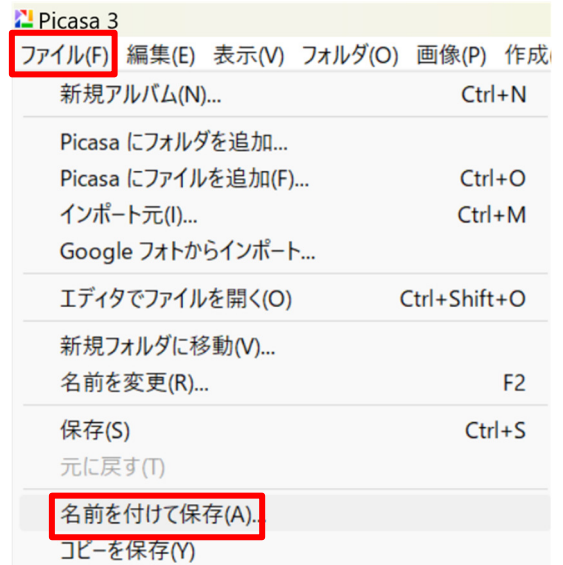 Picasa 3
ファイル(F) 編集(E) 表示(V) フォルダ(O) 画像(P) 作成(
新規アルバム(N)... Ctrl+N
Picasa にフォルダを追加...
Picasa にファイルを追加(F)... Ctrl+O
インポート元(I)... Ctrl+M
Google フォトからインポート...
エディタでファイルを開く(O) Ctrl+Shift+O
新規フォルダに移動(V)...
名前を変更(R)... F2
保存(S) Ctrl+S
元に戻す(T)
名前を付けて保存(A)...
コピーを保存(Y)